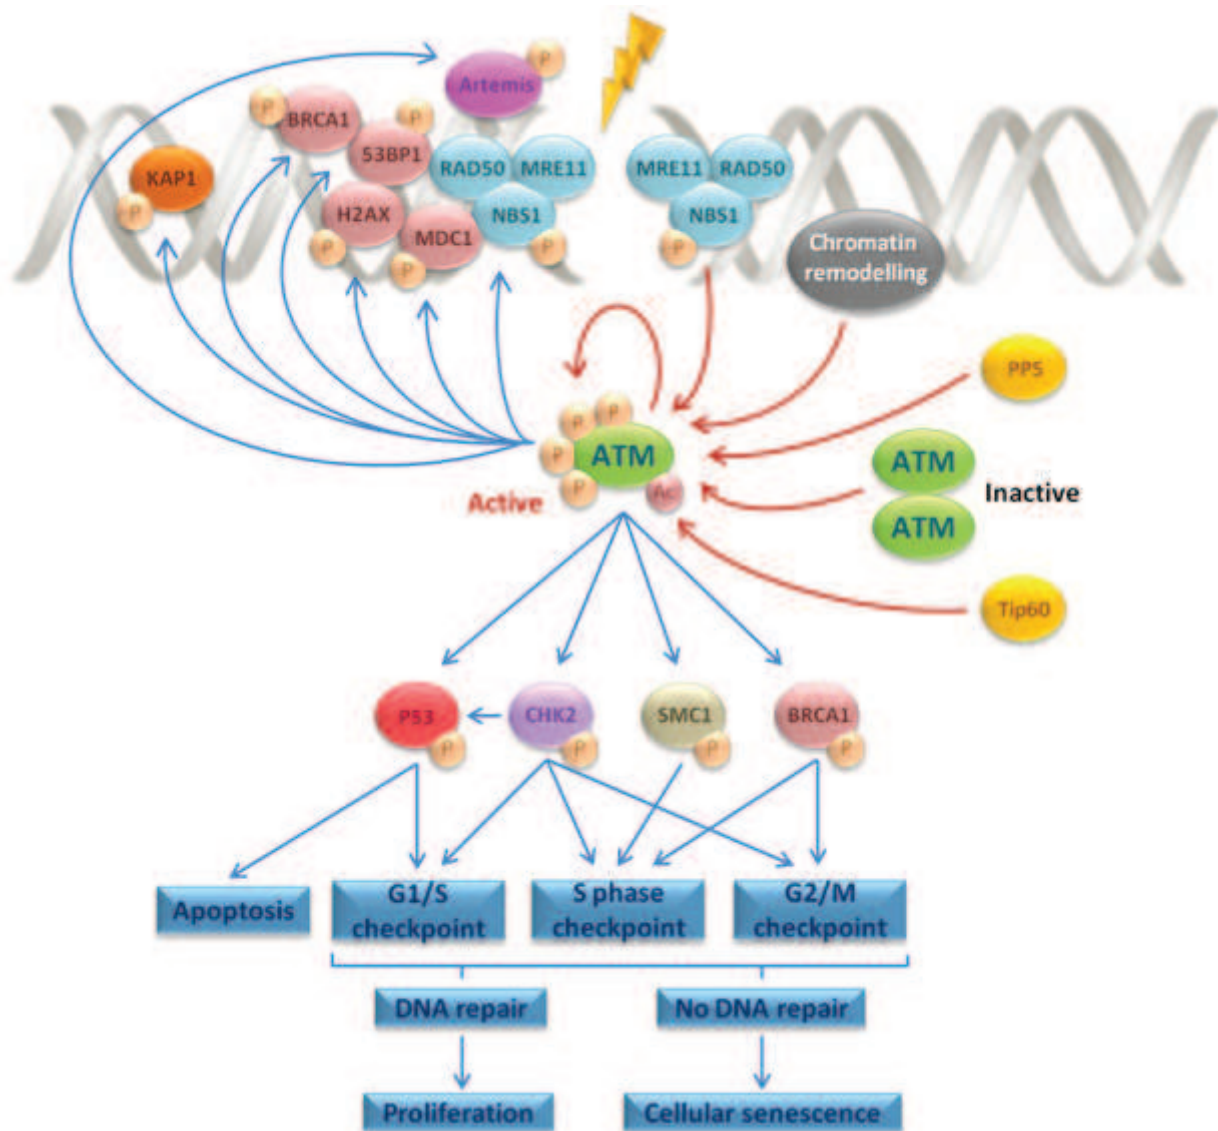 P
Artemis
P
BRCA1
P
53BP1
RAD50
MRE11
MRE11
RAD50
KAP1
P
H2AX
NBS1
NBS1
MDC1
P
P
P
P
Chromatin
remodelling
PP5
P
P
P
ATM
P
Ac
Active
ATM
ATM
Inactive
Tip60
P53
P
CHK2
P
SMC1
P
BRCA1
P
Apoptosis
G1/S
checkpoint
S phase
checkpoint
G2/M
checkpoint
DNA repair
No DNA repair
Proliferation
Cellular senescence